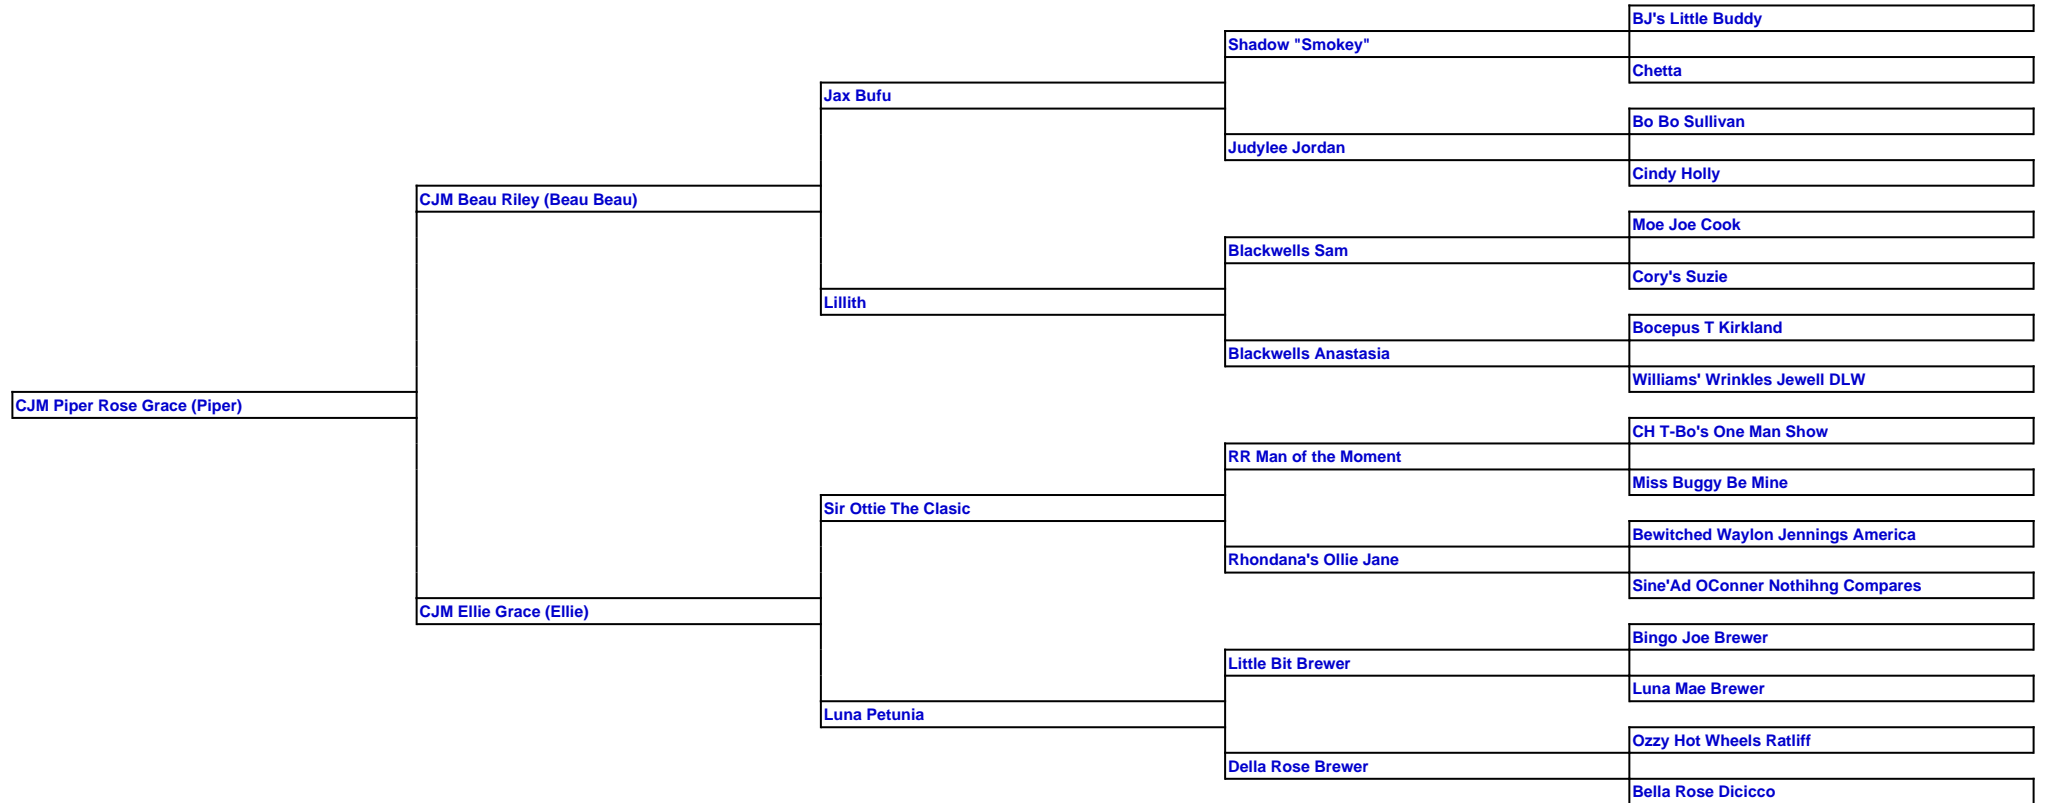 BJ's Little Buddy
Shadow "Smokey"
Chetta
Jax Bufu
Bo Bo Sullivan
Judylee Jordan
Cindy Holly
CJM Beau Riley (Beau Beau)
Moe Joe Cook
Blackwells Sam
Cory's Suzie
Lillith
Bocepus T Kirkland
Blackwells Anastasia
Williams' Wrinkles Jewell DLW
CJM Piper Rose Grace (Piper)
CH T-Bo's One Man Show
RR Man of the Moment
Miss Buggy Be Mine
Sir Ottie The Clasic
Bewitched Waylon Jennings America
Rhondana's Ollie Jane
Sine'Ad OConner Nothihng Compares
CJM Ellie Grace (Ellie)
Bingo Joe Brewer
Little Bit Brewer
Luna Mae Brewer
Luna Petunia
Ozzy Hot Wheels Ratliff
Della Rose Brewer
Bella Rose Dicicco